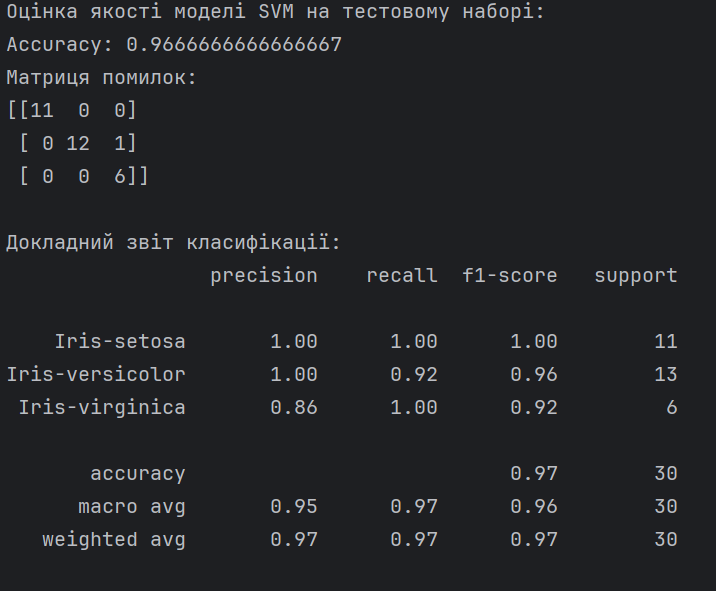 Оцінка якості моделі SVM на тестовому наборі:
Accuracy: 0.9666666666666667
Матриця помилок:
[[11  0  0]
 [ 0 12  1]
 [ 0  0  6]]
Докладний звіт класифікації:
                 precision    recall  f1-score   support
    Iris-setosa       1.00      1.00      1.00        11
Iris-versicolor       1.00      0.92      0.96        13
 Iris-virginica       0.86      1.00      0.92         6
       accuracy                           0.97        30
      macro avg       0.95      0.97      0.96        30
   weighted avg       0.97      0.97      0.97        30